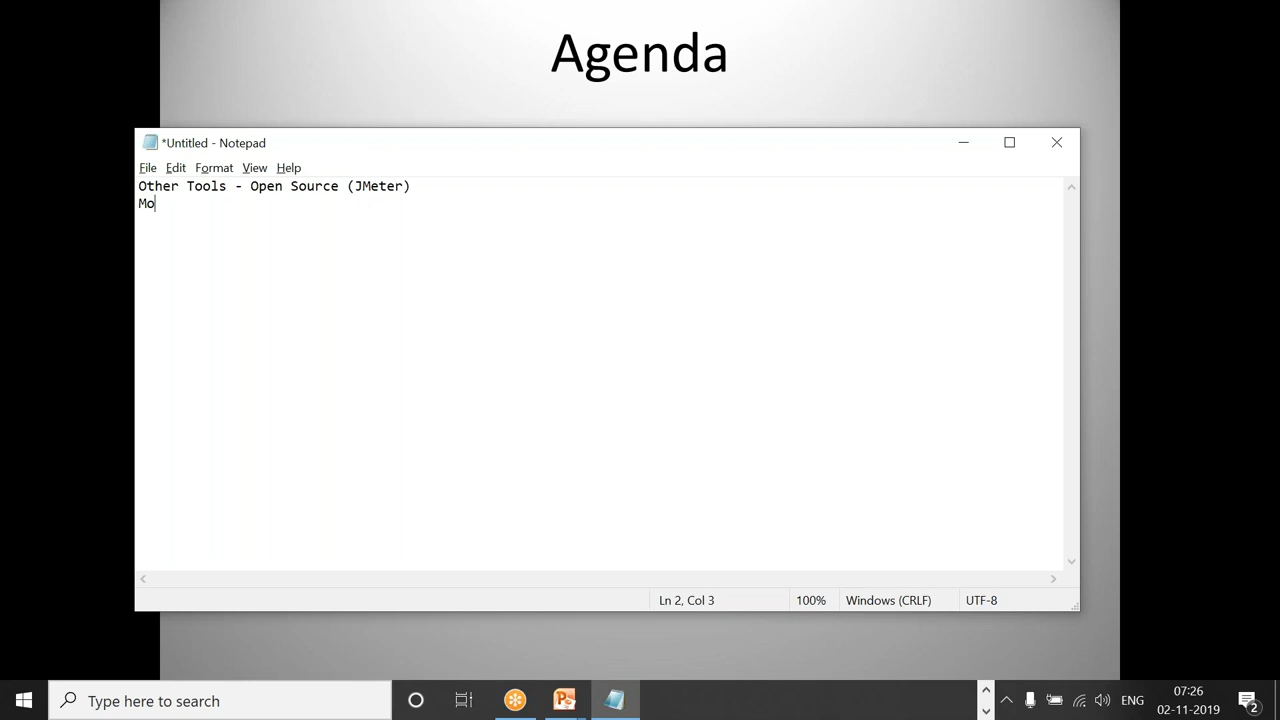 Agenda
*Untitled - Notepad
File Edit Format View Help
Other Tools - Open Source (JMeter)
Mo
Ln 2, Col 3 100% Windows (CRLF) UTF-8
Type here to search
ENG
07:26
02-11-2019
2